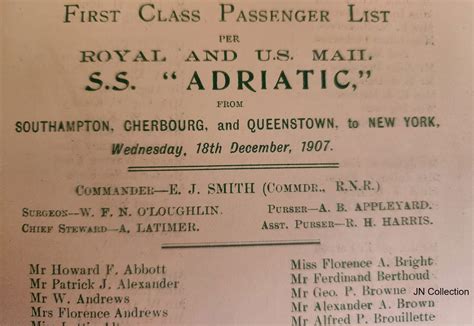 First Class Passenger List
PER
ROYAL AND U.S. MAIL
S.S. "ADRIATIC,"
FROM
SOUTHAMPTON, CHERBOURG, and QUEENSTOWN, to NEW YORK,
Wednesday, 18th December, 1907.
COMMANDER—E. J. SMITH (COMMDR., R.N.R.)
SURGEON—W. F. N. O'LOUGHLIN.
PURSER—A. B. APPLEYARD.
CHIEF STEWARD—A. LATIMER.
ASST. PURSER—R. H. HARRIS.
Mr Howard F. Abbott
Mr Patrick J. Alexander
Mr W. Andrews
Mrs Florence Andrews
Miss Florence A. Bright
Mr Ferdinand Berthoud
Mr Geo. P. Browne
Mr Alexander A. Brown
Mr Alfred P. Brouillette
JN Collection